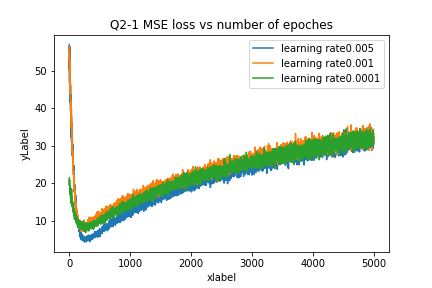 Q2-1 MSE loss vs number of epoches
learning rate0.005
learning rate0.001
learning rate0.0001
yLabel
50
40
30
20
10
0
1000
2000
3000
4000
5000
xlabel